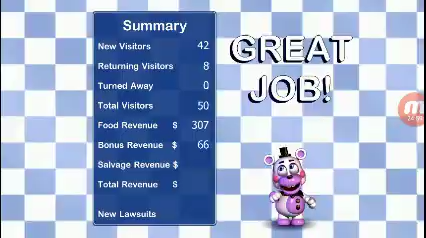 Summary
New Visitors 42
Returning Visitors 8
Turned Away 0
Total Visitors 50
Food Revenue $ 307
Bonus Revenue $ 66
Salvage Revenue $
Total Revenue $
New Lawsuits
GREAT
JOB!